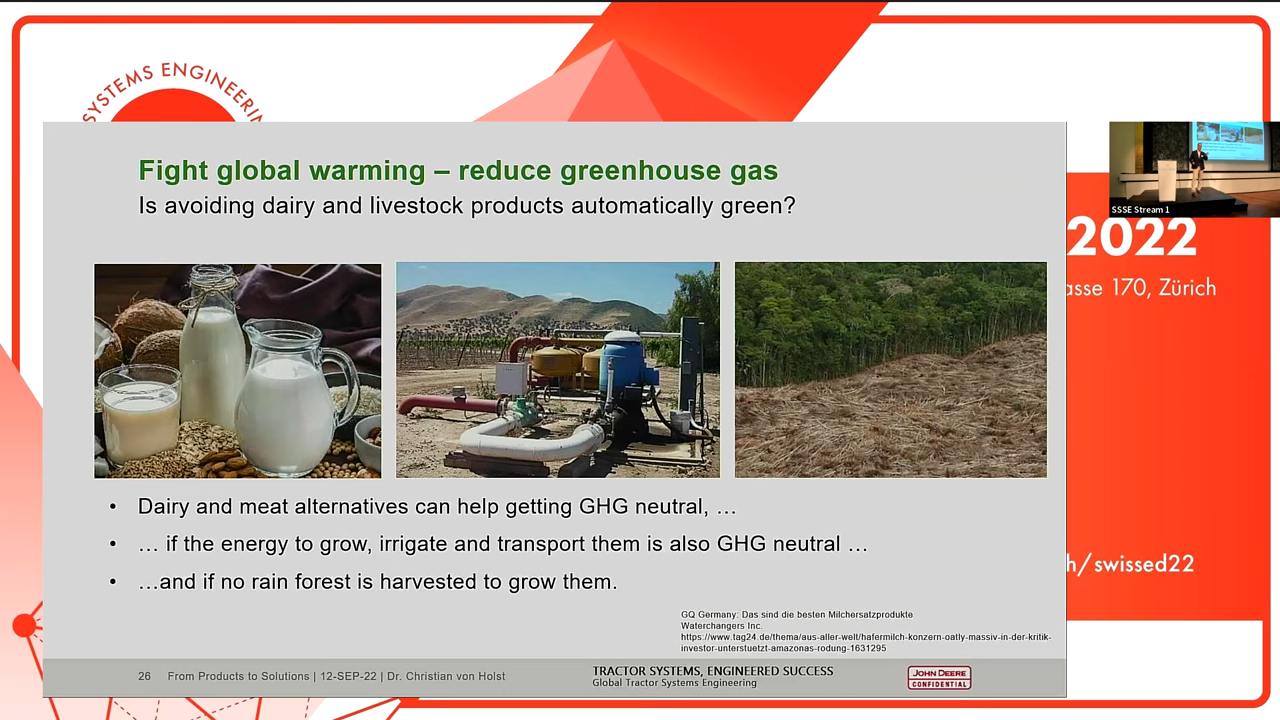 SYSTEMS ENGINEERIN
Fight global warming – reduce greenhouse gas
Is avoiding dairy and livestock products automatically green?
SSSE Stream 1
2022
asse 170, Zürich
• Dairy and meat alternatives can help getting GHG neutral, …
• … if the energy to grow, irrigate and transport them is also GHG neutral …
• …and if no rain forest is harvested to grow them.
h/swissed22
GQ Germany: Das sind die besten Milchersatzprodukte
Waterchangers Inc.
https://www.tag24.de/thema/aus-aller-welt/hafermilch-konzern-oatly-massiv-in-der-kritik-
investor-unterstuetzt-amazonas-rodung-1631295
26 From Products to Solutions | 12-SEP-22 | Dr. Christian von Holst
TRACTOR SYSTEMS, ENGINEERED SUCCESS
Global Tractor Systems Engineering
JOHN DEERE
CONFIDENTIAL